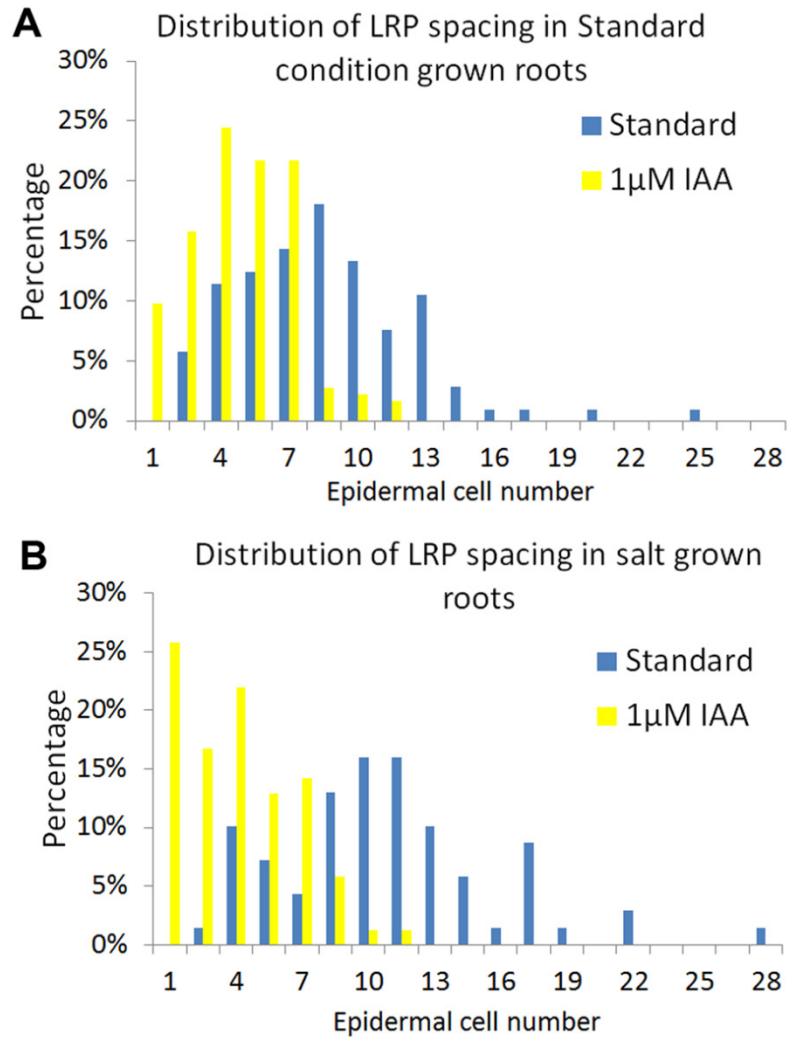 A
Distribution of LRP spacing in Standard
condition grown roots
30%
25%
20%
15%
10%
5%
0%
Percentage
Standard
1µM IAA
1 4 7 10 13 16 19 22 25 28
Epidermal cell number
B
Distribution of LRP spacing in salt grown
roots
30%
25%
20%
15%
10%
5%
0%
Percentage
Standard
1µM IAA
1 4 7 10 13 16 19 22 25 28
Epidermal cell number